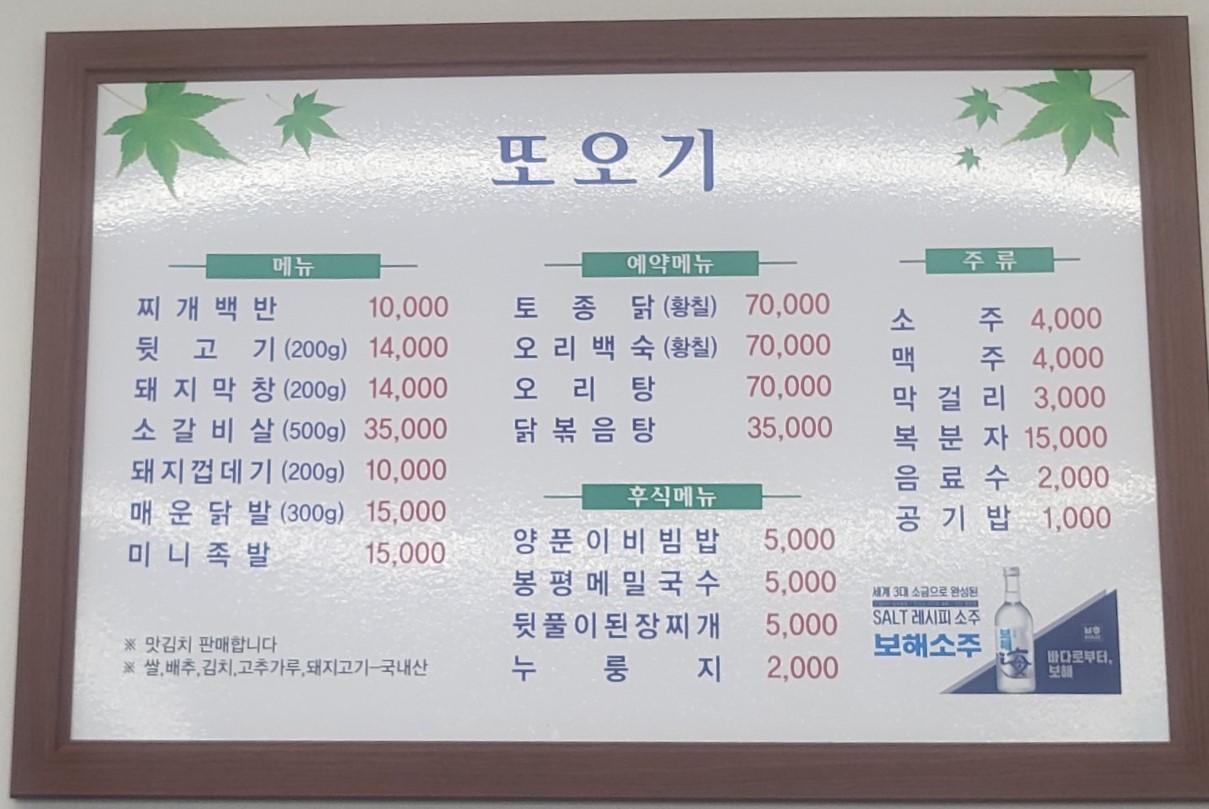 또오기
메뉴
찌개백반 10,000
뒷고기 (200g) 14,000
돼지막창 (200g) 14,000
소갈비살 (500g) 35,000
돼지껍데기 (200g) 10,000
매운닭발 (300g) 15,000
미니족발 15,000
※ 맛김치 판매합니다
※ 쌀,배추,김치,고추가루,돼지고기-국내산
예약메뉴
토종닭 (황칠) 70,000
오리백숙 (황칠) 70,000
오리탕 70,000
닭볶음탕 35,000
후식메뉴
양푼이비빔밥 5,000
봉평메밀국수 5,000
뒷풀이된장찌개 5,000
누룽지 2,000
주류
소주 4,000
맥주 4,000
막걸리 3,000
복분자 15,000
음료수 2,000
공기밥 1,000
세계 3대 소금으로 완성된
SALT 레시피 소주
보해소주
보해
바다로부터,
보해